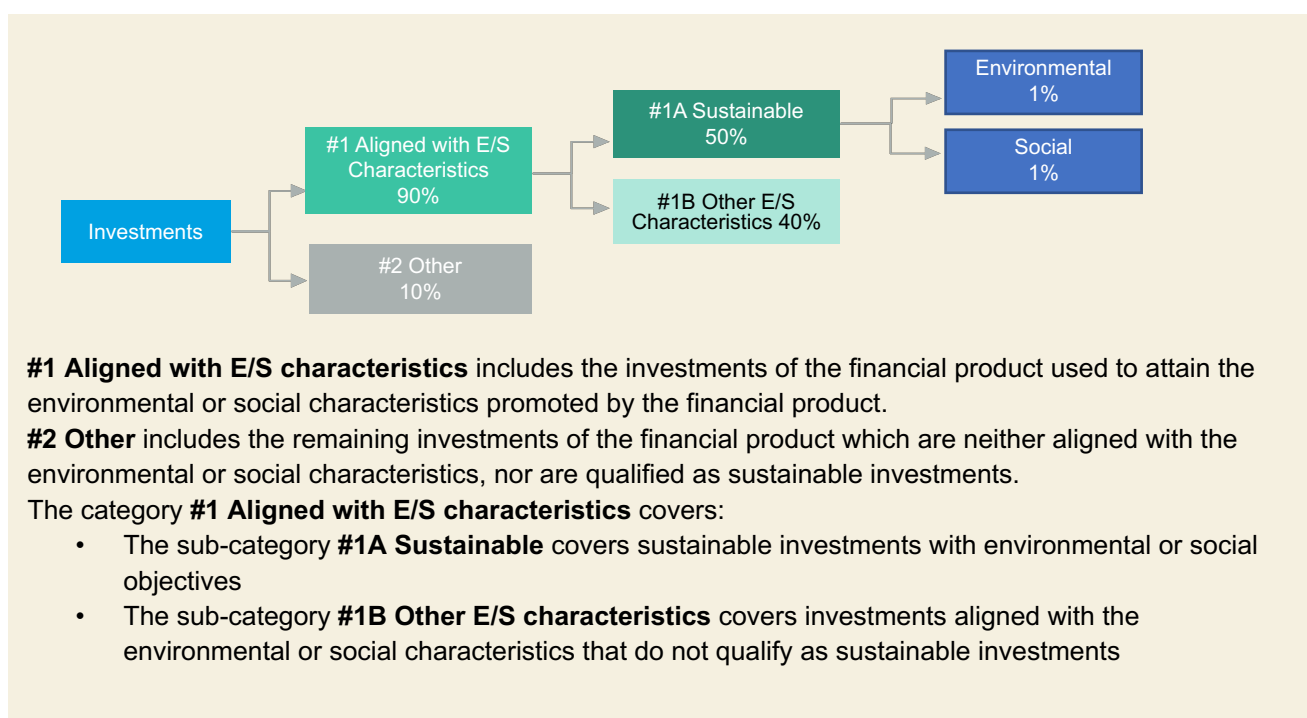 Environmental
1%
#1A Sustainable
50%
#1 Aligned with E/S
Characteristics
90%
Social
1%
#1B Other E/S
Characteristics 40%
Investments
#2 Other
10%
#1 Aligned with E/S characteristics includes the investments of the financial product used to attain the
environmental or social characteristics promoted by the financial product.
#2 Other includes the remaining investments of the financial product which are neither aligned with the
environmental or social characteristics, nor are qualified as sustainable investments.
The category #1 Aligned with E/S characteristics covers:
• The sub-category #1A Sustainable covers sustainable investments with environmental or social
objectives
• The sub-category #1B Other E/S characteristics covers investments aligned with the
environmental or social characteristics that do not qualify as sustainable investments